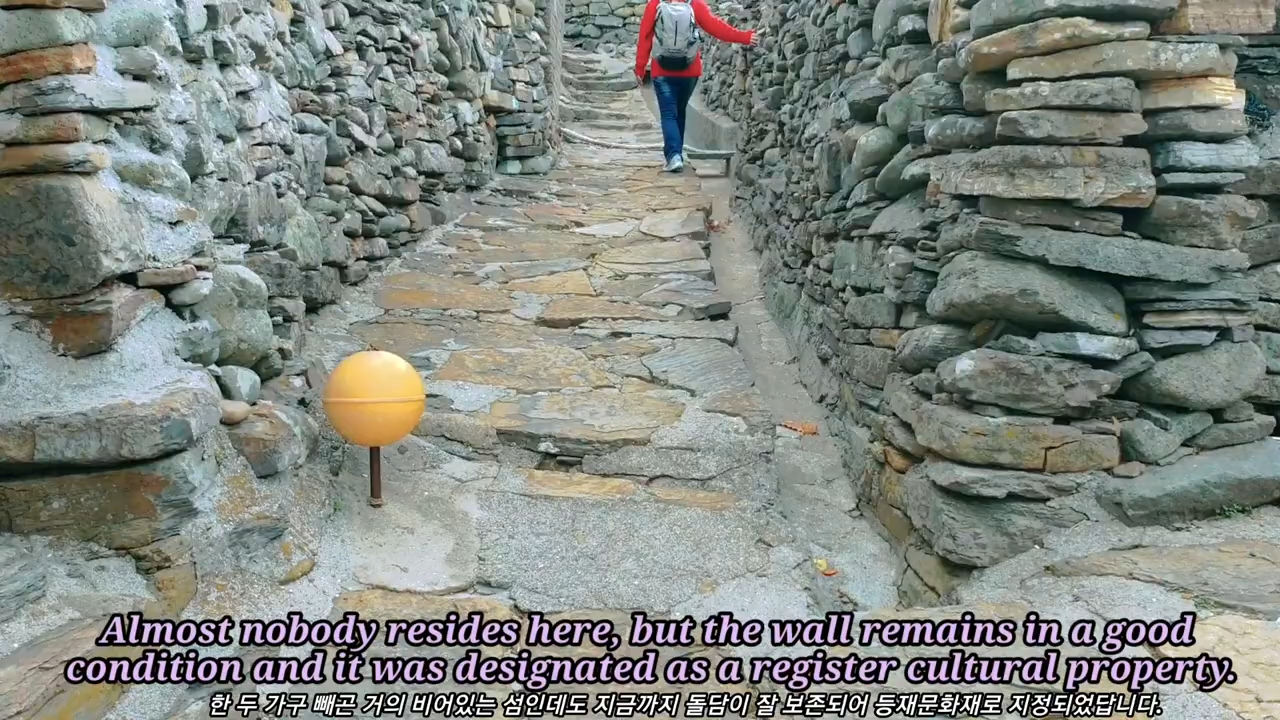 Almost nobody resides here, but the wall remains in a good
condition and it was designated as a register cultural property.
한 두 가구 빼곤 거의 비어있는 섬인데도 지금까지 돌담이 잘 보존되어 등재문화재로 지정되었답니다.